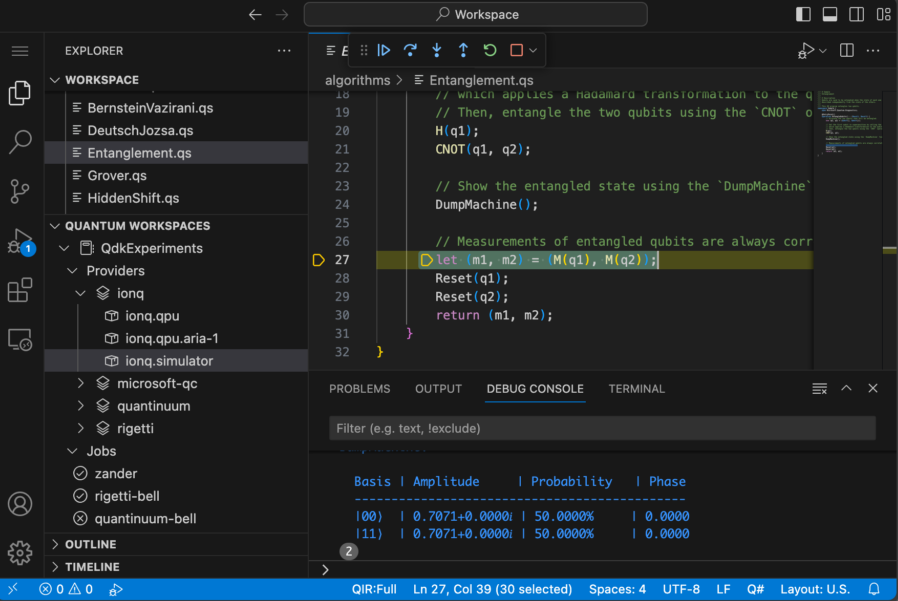 Workspace
EXPLORER
WORKSPACE
BernsteinVazirani.qs
DeutschJozsa.qs
Entanglement.qs
Grover.qs
HiddenShift.qs
QUANTUM WORKSPACES
QdkExperiments
Providers
ionq
ionq.qpu
ionq.qpu.aria-1
ionq.simulator
microsoft-qc
quantinuum
rigetti
Jobs
zander
rigetti-bell
quantinuum-bell
OUTLINE
TIMELINE
1
E
algorithms > Entanglement.qs
18 // which applies a Hadamard transformation to the q
19 // Then, entangle the two qubits using the `CNOT` o
20 H(q1);
21 CNOT(q1, q2);
22
23 // Show the entangled state using the `DumpMachine`
24 DumpMachine();
25
26 // Measurements of entangled qubits are always corr
27 let (m1, m2) = (M(q1), M(q2));
28 Reset(q1);
29 Reset(q2);
30 return (m1, m2);
31 }
32 }
PROBLEMS OUTPUT DEBUG CONSOLE TERMINAL
Filter (e.g. text, !exclude)
Basis | Amplitude | Probability | Phase
-----------------------------------------------
|00⟩ | 0.7071+0.0000𝑖 | 50.0000% | 0.0000
|11⟩ | 0.7071+0.0000𝑖 | 50.0000% | 0.0000
2
>
0 0 QIR:Full Ln 27, Col 39 (30 selected) Spaces: 4 UTF-8 LF Q# Layout: U.S.